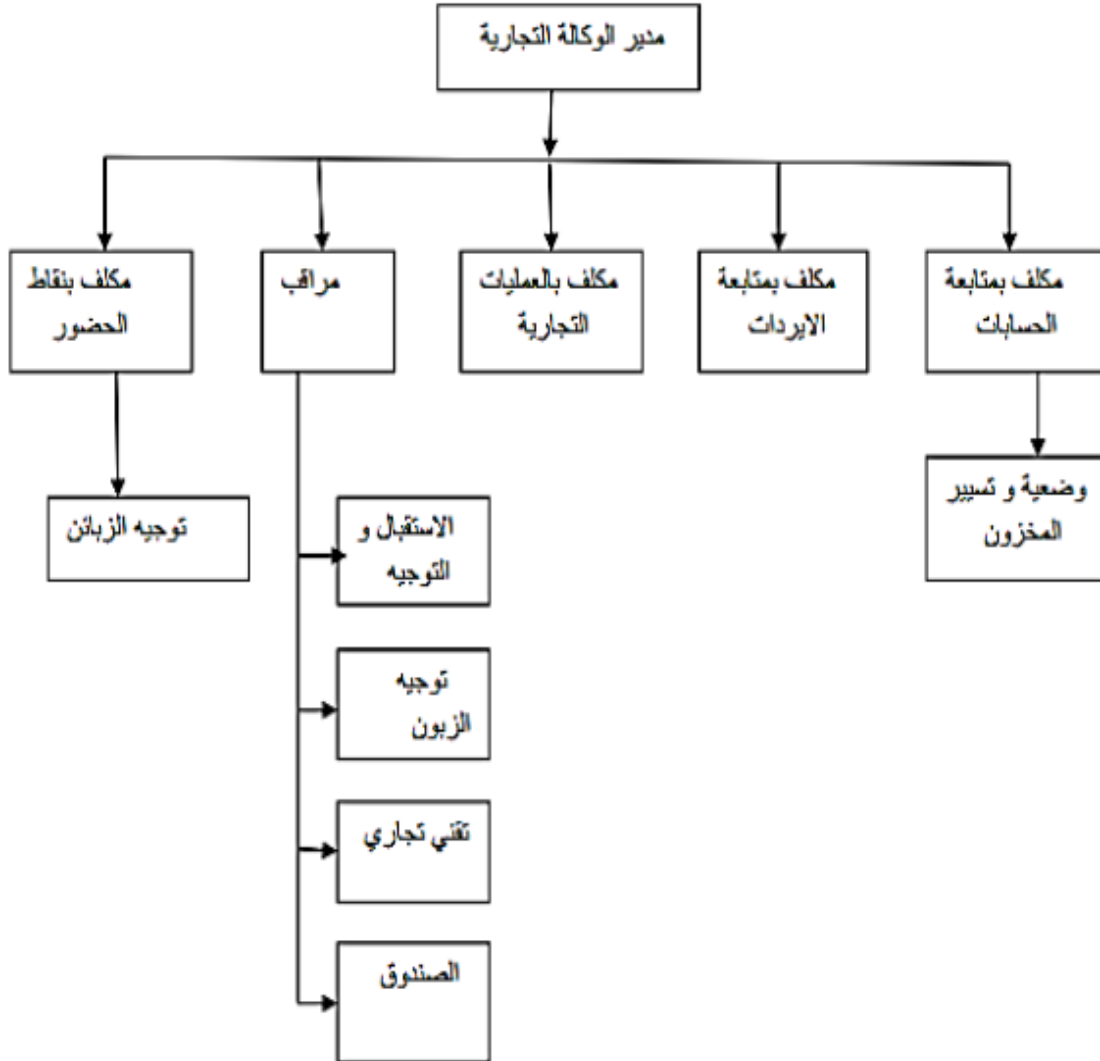 مدير الوكالة التجارية
مكلف بمتابعة
الحسابات
مكلف بمتابعة
الايردات
مكلف بالعمليات
التجارية
مراقب
مكلف بنقاط
الحضور
وضعية و تسيير
المخزون
الاستقبال و
التوجيه
توجيه
الزبون
تقني تجاري
الصندوق
توجيه الزبائن